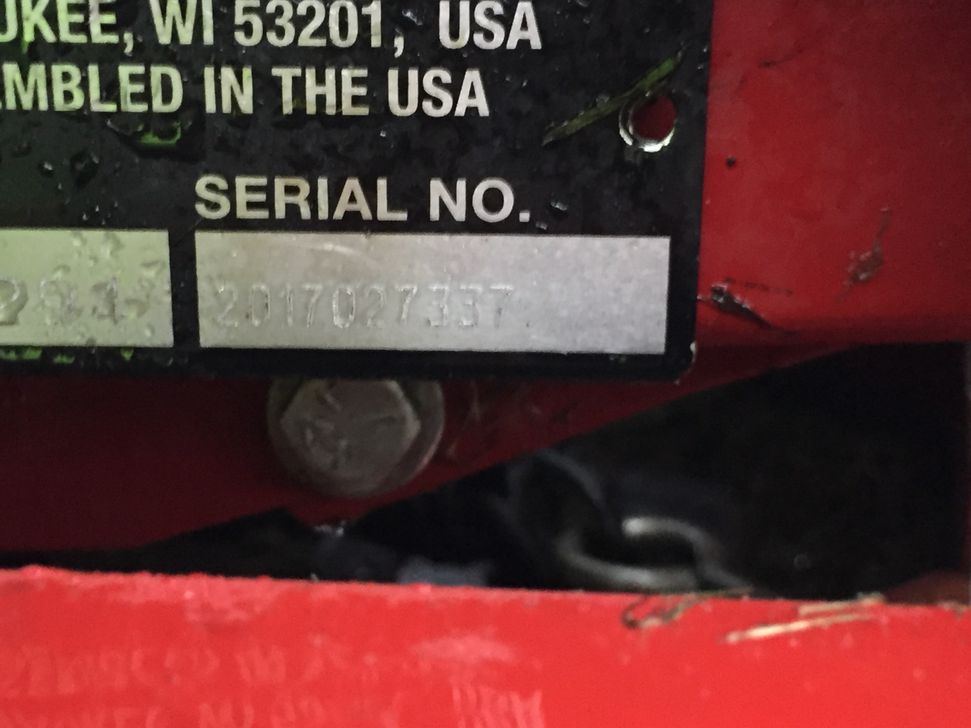 UKEE, WI 53201, USA
EMBLED IN THE USA
SERIAL NO.
2017027337